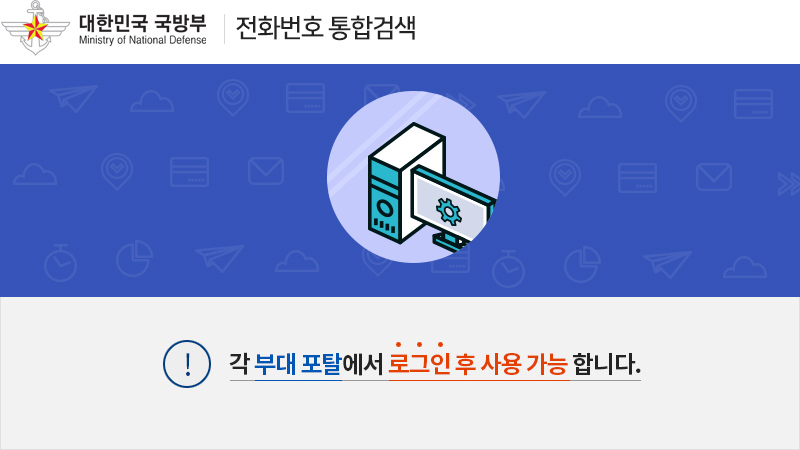 대한민국 국방부
Ministry of National Defense
전화번호 통합검색
! 각 부대 포탈에서 로그인 후 사용 가능 합니다.